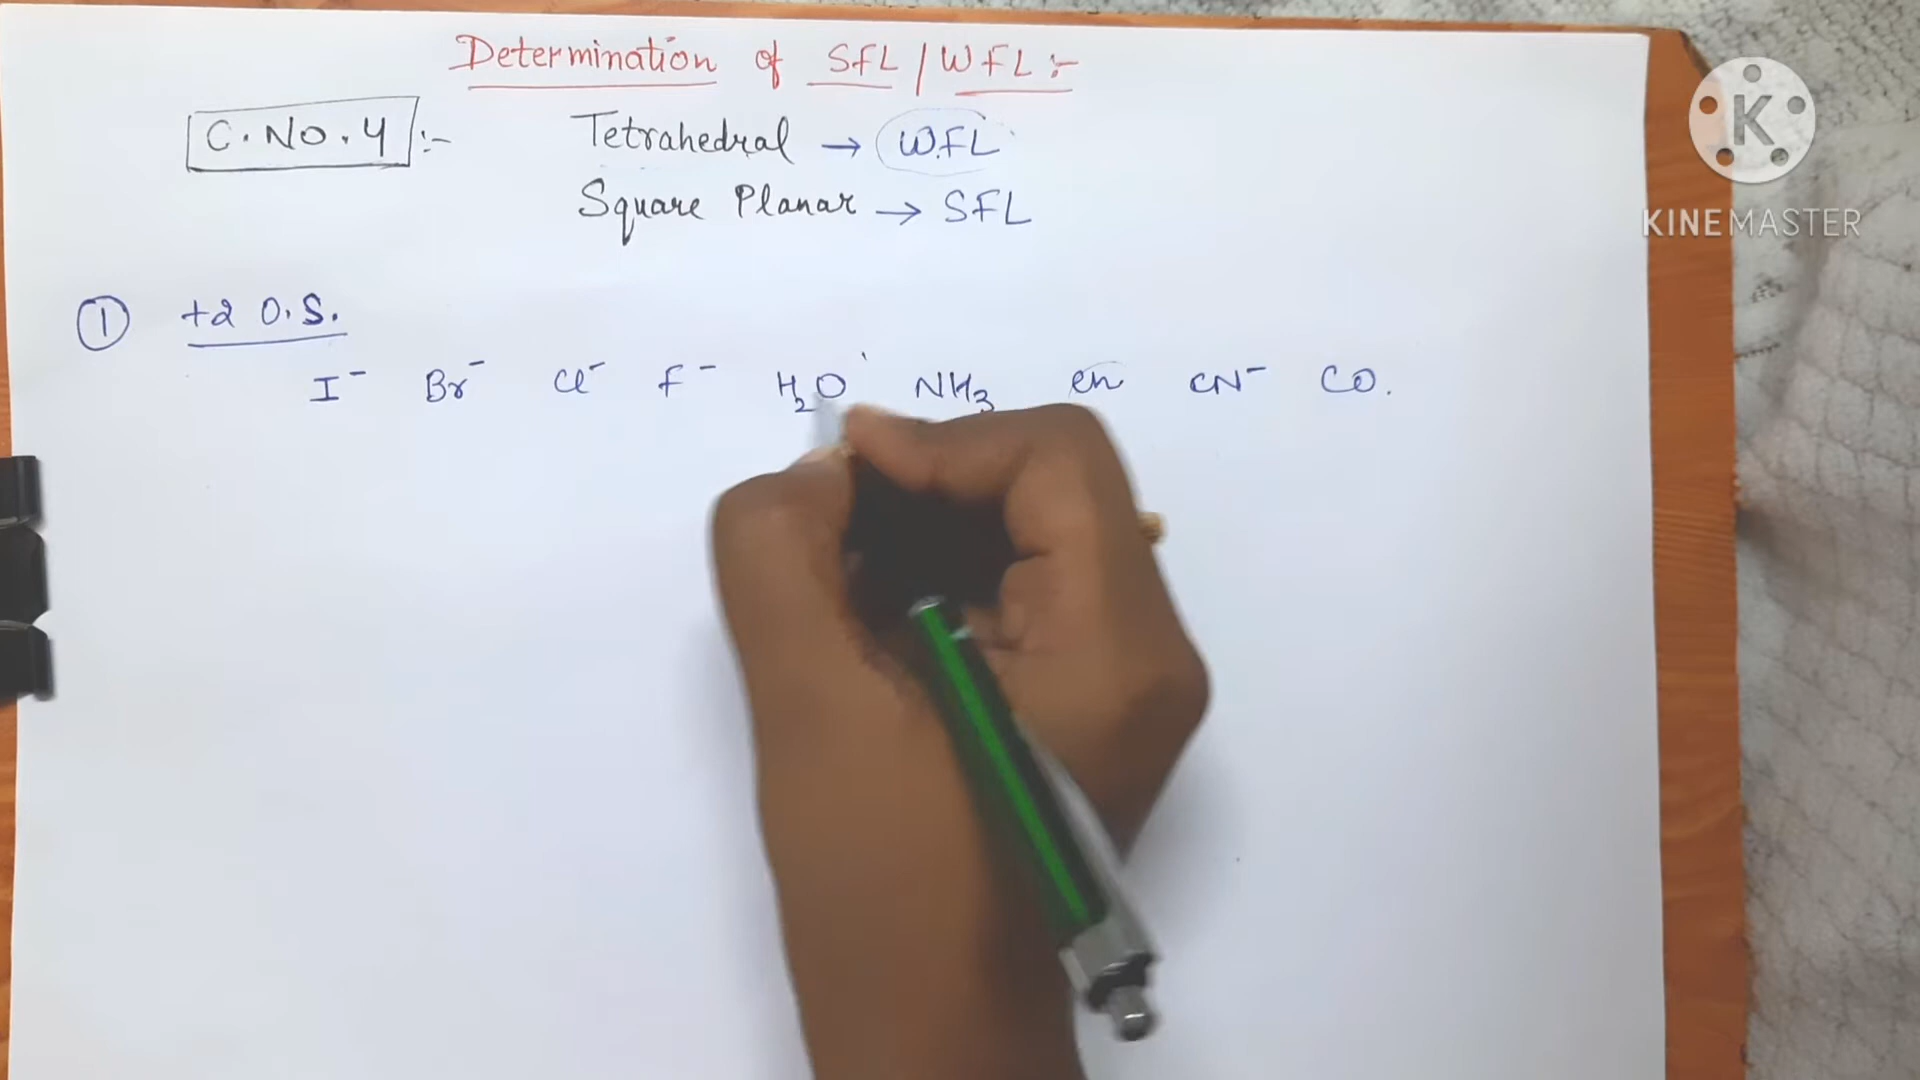 Determination of SFL / WFL :-
C. No. 4 :- Tetrahedral → W.FL
Square Planar → SFL
① +2 O.S.
I⁻ Br⁻ Cl⁻ F⁻ H₂O NH₃ en CN⁻ CO.
K
KINEMASTER